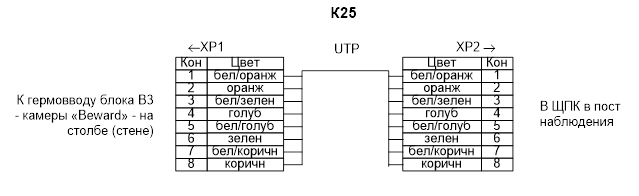 К25
←XP1 UTP XP2→
Кон Цвет Цвет Кон
1 бел/оранж бел/оранж 1
2 оранж оранж 2
3 бел/зелен бел/зелен 3
4 голуб голуб 4
5 бел/голуб бел/голуб 5
6 зелен зелен 6
7 бел/коричн бел/коричн 7
8 коричн коричн 8
К гермовводу блока В3
- камеры «Beward» - на
столбе (стене)
В ЩПК в пост
наблюдения